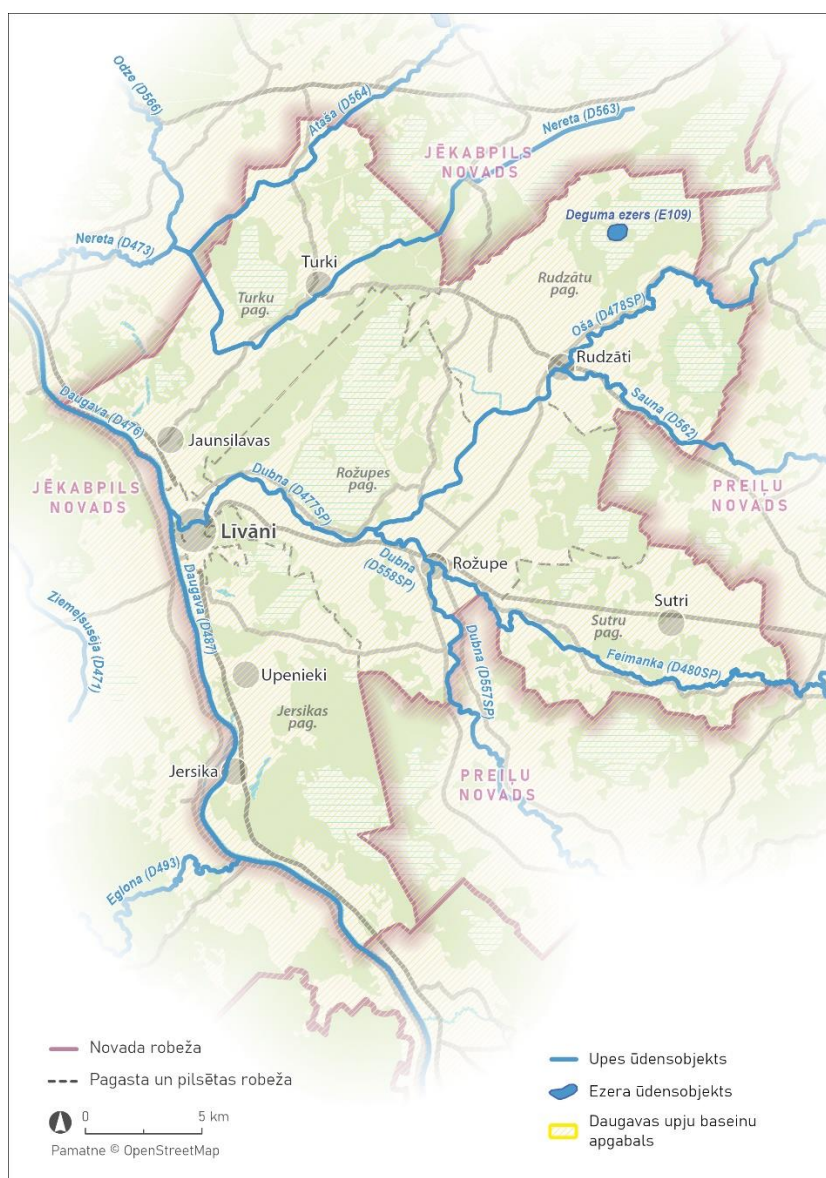 Odze (D566)
Ataša (D564)
Nereta (D563)
JĒKABPILS
NOVADS
Nereta (D473)
Deguma ezers (E109)
Turki
Turku
pag.
Rudzātu
pag.
Oša (D478SP)
Rudzāti
Daugava (D476)
Sauna (D562)
Jaunsilavas
JĒKABPILS
NOVADS
Dubna (D477SP)
Rožupes
pag.
PREIĻU
NOVADS
Līvāni
Dubna
(D558SP)
Rožupe
Ziemeļsusēja (D471)
Daugava (D487)
Sutri
Sutru
pag.
Dubna (D557SP)
Feimanka (D480SP)
Upenieki
Jersikas
pag.
Jersika
PREIĻU
NOVADS
Eglona (D493)
Novada robeža
Pagasta un pilsētas robeža
0 5 km
Pamatne © OpenStreetMap
Upes ūdensobjekts
Ezera ūdensobjekts
Daugavas upju baseinu
apgabals